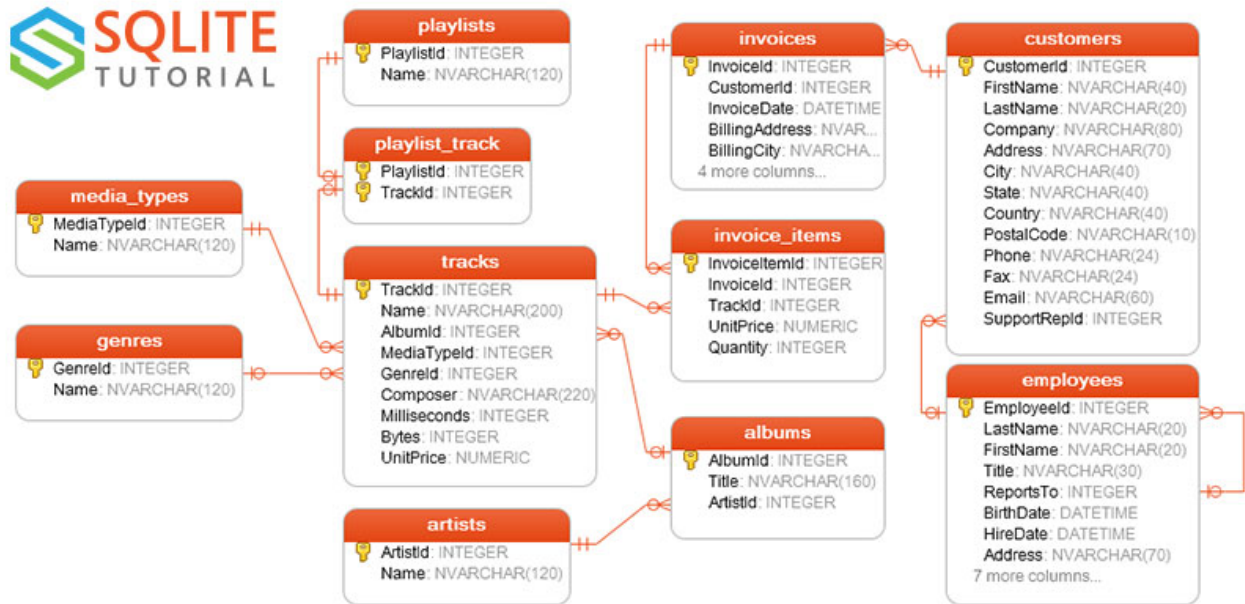 SQLITE
TUTORIAL
playlists
PlaylistId: INTEGER
Name: NVARCHAR(120)
playlist_track
PlaylistId: INTEGER
TrackId: INTEGER
media_types
MediaTypeId: INTEGER
Name: NVARCHAR(120)
genres
GenreId: INTEGER
Name: NVARCHAR(120)
tracks
TrackId: INTEGER
Name: NVARCHAR(200)
AlbumId: INTEGER
MediaTypeId: INTEGER
GenreId: INTEGER
Composer: NVARCHAR(220)
Milliseconds: INTEGER
Bytes: INTEGER
UnitPrice: NUMERIC
artists
ArtistId: INTEGER
Name: NVARCHAR(120)
invoices
InvoiceId: INTEGER
CustomerId: INTEGER
InvoiceDate: DATETIME
BillingAddress: NVAR...
BillingCity: NVARCHA...
4 more columns...
invoice_items
InvoiceItemId: INTEGER
InvoiceId: INTEGER
TrackId: INTEGER
UnitPrice: NUMERIC
Quantity: INTEGER
albums
AlbumId: INTEGER
Title: NVARCHAR(160)
ArtistId: INTEGER
customers
CustomerId: INTEGER
FirstName: NVARCHAR(40)
LastName: NVARCHAR(20)
Company: NVARCHAR(80)
Address: NVARCHAR(70)
City: NVARCHAR(40)
State: NVARCHAR(40)
Country: NVARCHAR(40)
PostalCode: NVARCHAR(10)
Phone: NVARCHAR(24)
Fax: NVARCHAR(24)
Email: NVARCHAR(60)
SupportRepId: INTEGER
employees
EmployeeId: INTEGER
LastName: NVARCHAR(20)
FirstName: NVARCHAR(20)
Title: NVARCHAR(30)
ReportsTo: INTEGER
BirthDate: DATETIME
HireDate: DATETIME
Address: NVARCHAR(70)
7 more columns...